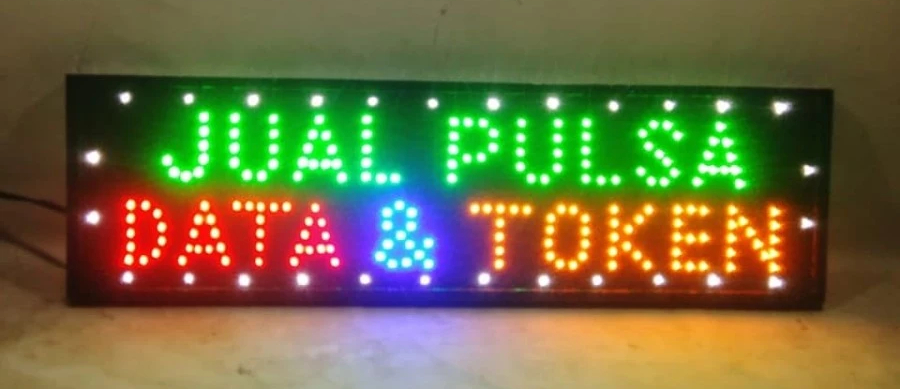 JUAL PULSA
DATA & TOKEN